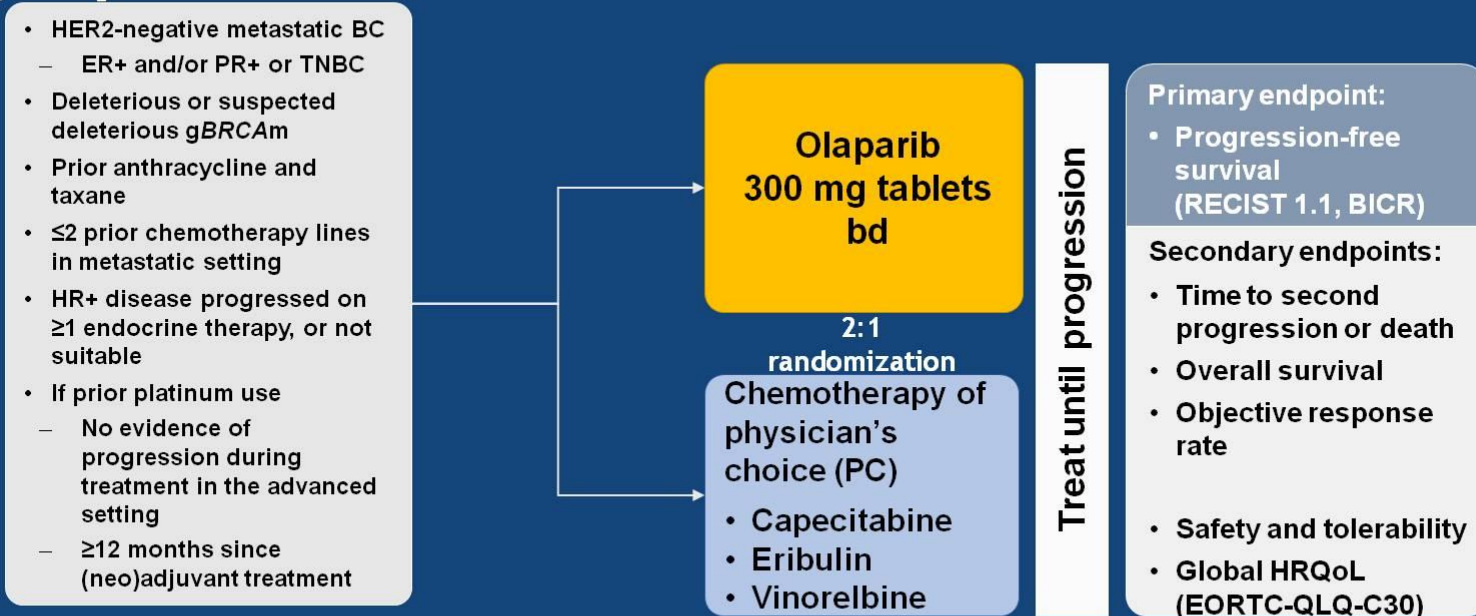 • HER2-negative metastatic BC
– ER+ and/or PR+ or TNBC
• Deleterious or suspected
deleterious gBRCAm
• Prior anthracycline and
taxane
• ≤2 prior chemotherapy lines
in metastatic setting
• HR+ disease progressed on
≥1 endocrine therapy, or not
suitable
• If prior platinum use
– No evidence of
progression during
treatment in the advanced
setting
– ≥12 months since
(neo)adjuvant treatment
Olaparib
300 mg tablets
bd
2:1
randomization
Chemotherapy of
physician's
choice (PC)
• Capecitabine
• Eribulin
• Vinorelbine
Treat until progression
Primary endpoint:
• Progression-free
survival
(RECIST 1.1, BICR)
Secondary endpoints:
• Time to second
progression or death
• Overall survival
• Objective response
rate
• Safety and tolerability
• Global HRQoL
(EORTC-QLQ-C30)